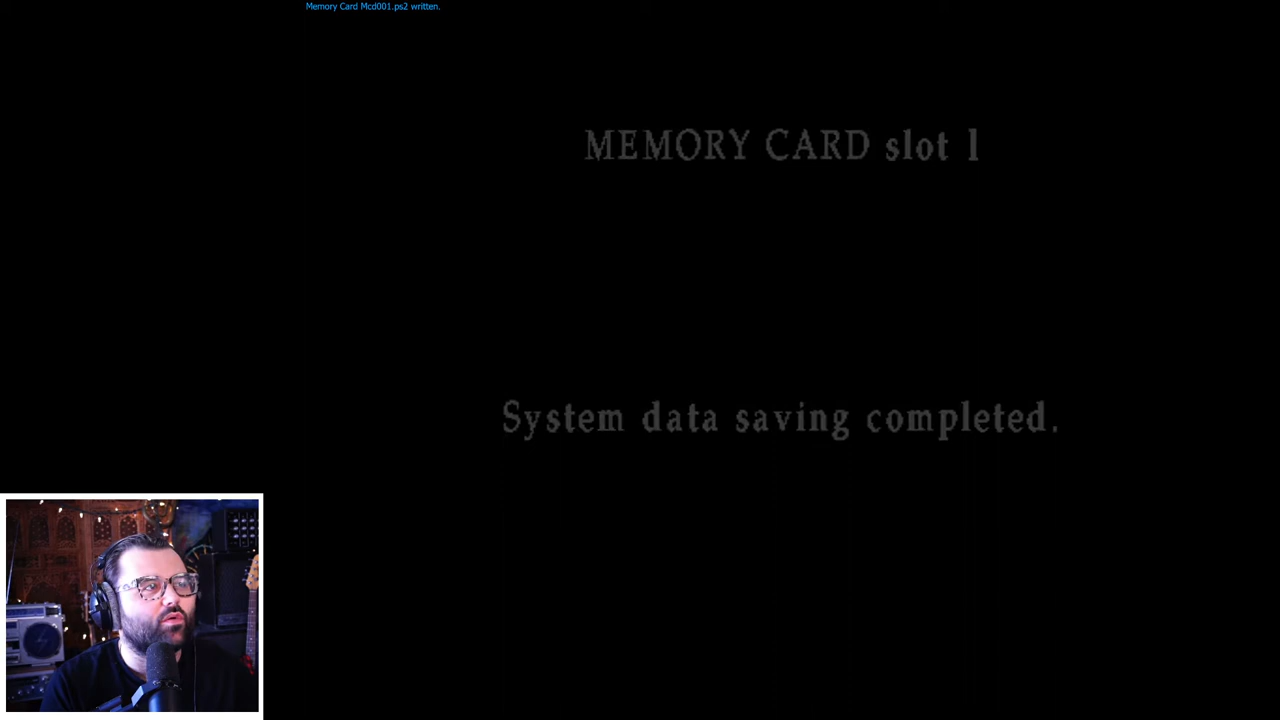 Memory Card Mcd001.ps2 written.
MEMORY CARD slot 1
System data saving completed.